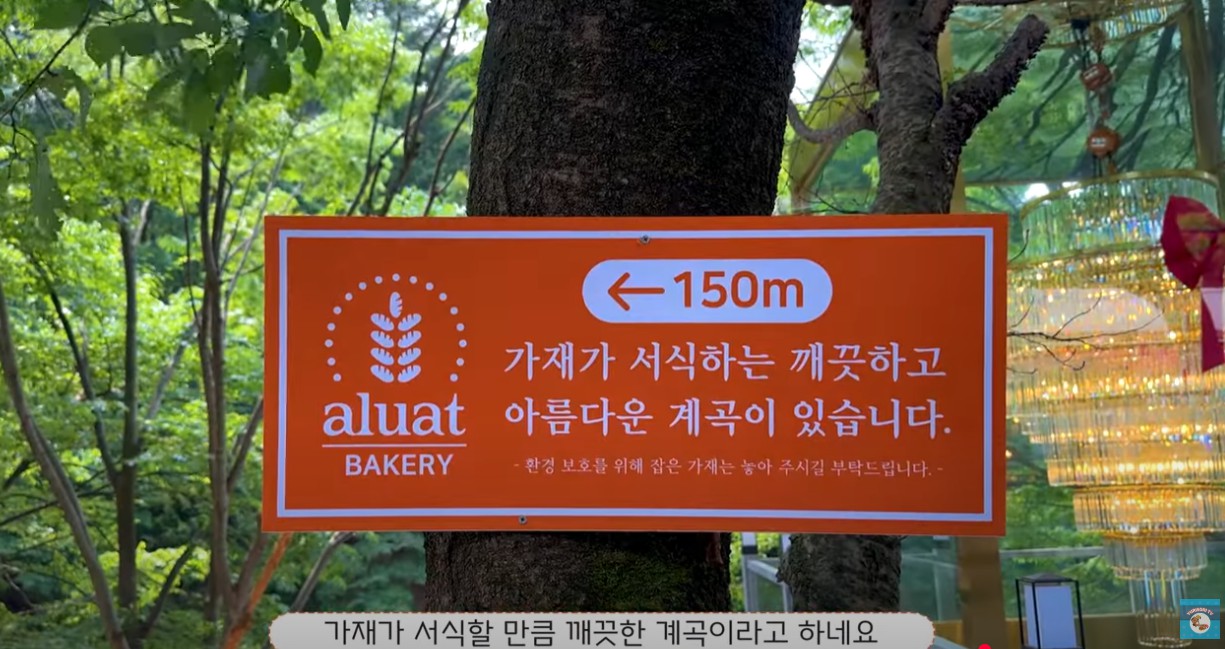 ←150m
가재가 서식하는 깨끗하고
아름다운 계곡이 있습니다.
- 환경 보호를 위해 잡은 가재는 놓아 주시길 부탁드립니다. -
aluat
BAKERY
가재가 서식할 만큼 깨끗한 계곡이라고 하네요